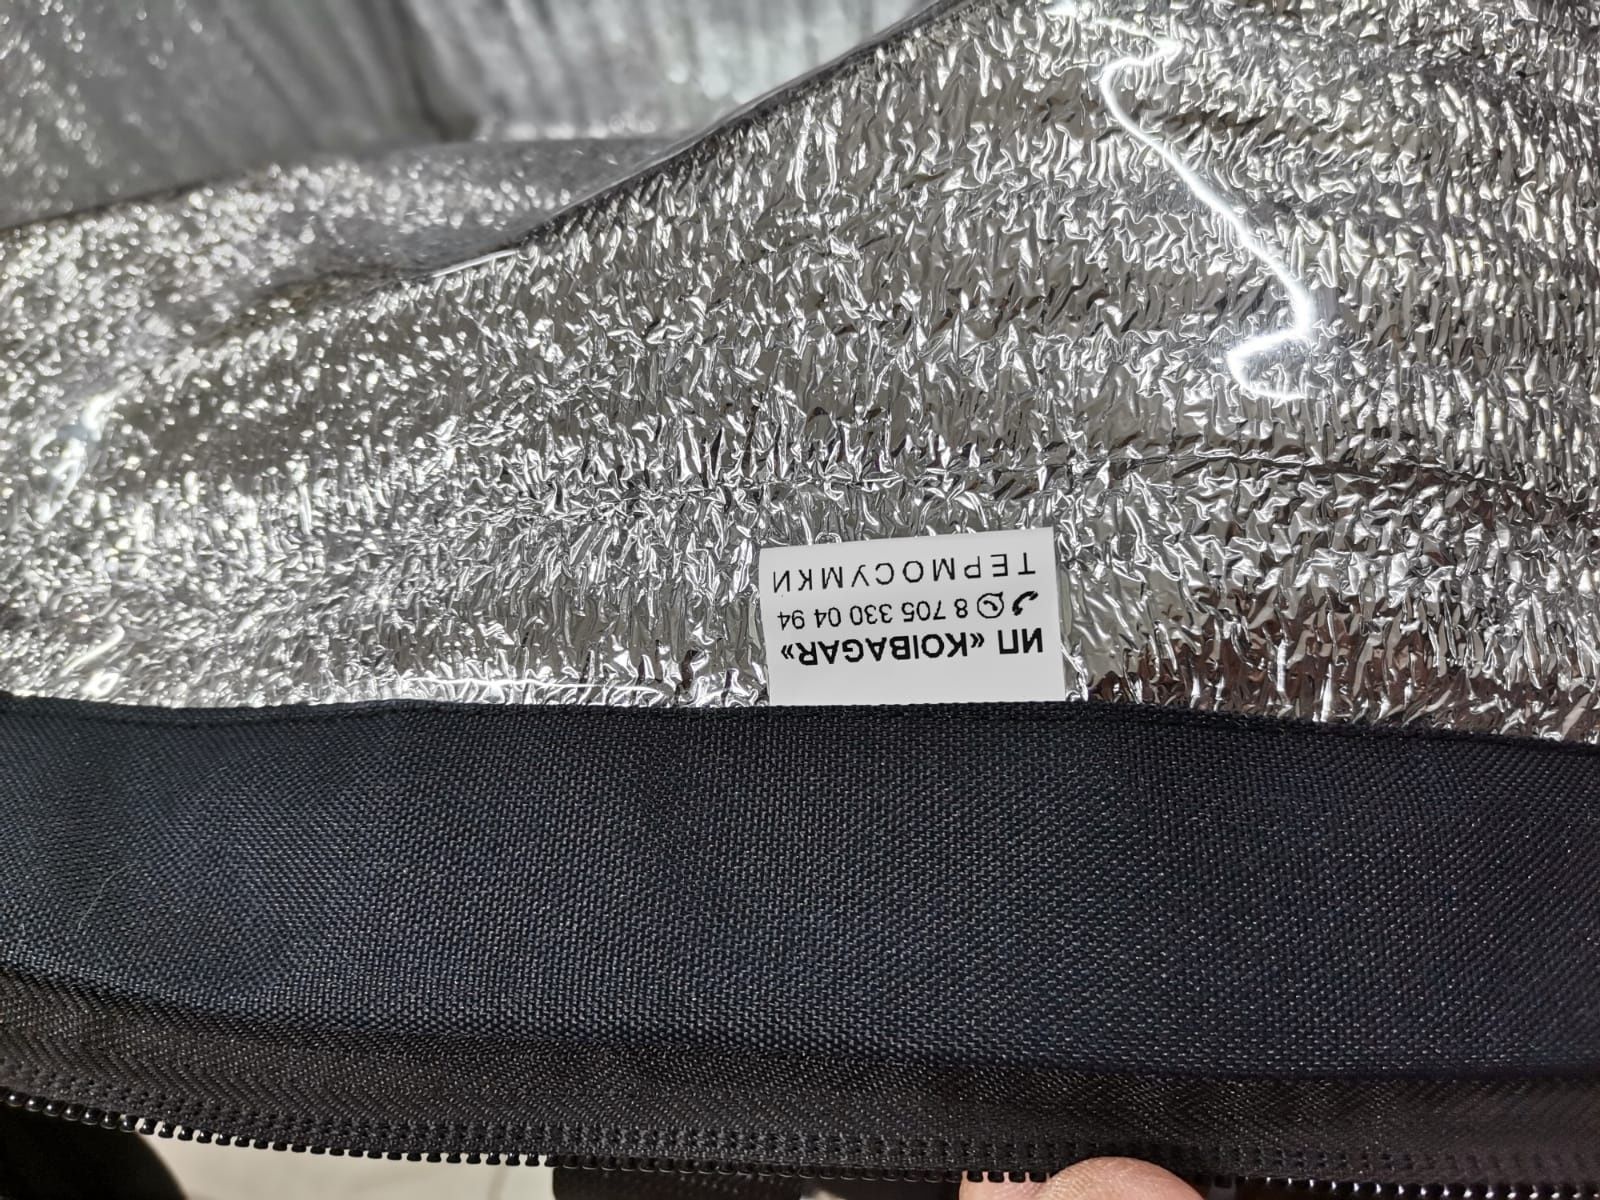 ИП «KOIBAGAR»
8 705 330 04 94
ТЕРМОСУМКИ